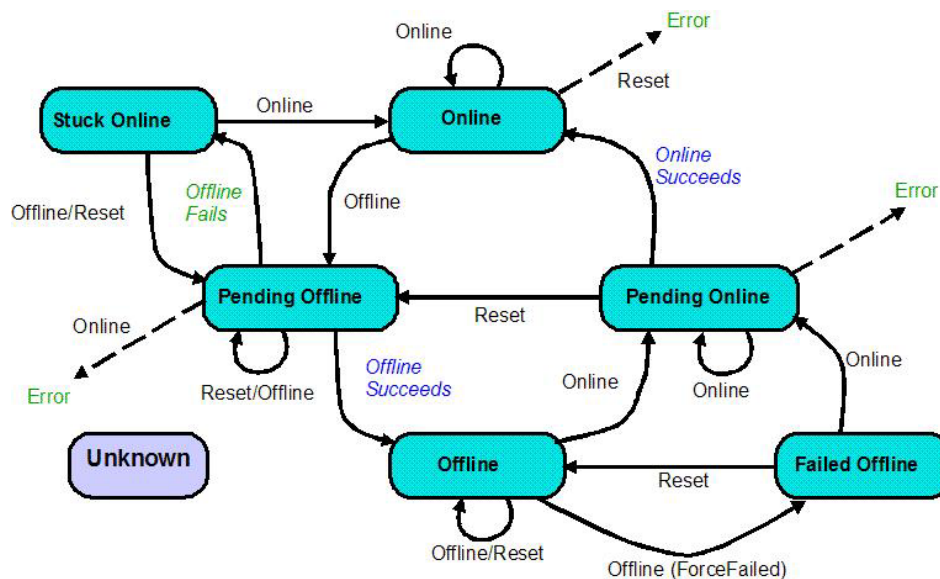 Error
Online
Reset
Stuck Online
Online
Online
Online
Succeeds
Offline
Fails
Offline
Offline/Reset
Error
Pending Offline
Pending Online
Reset
Online
Error
Reset/Offline
Offline
Succeeds
Online
Online
Online
Unknown
Offline
Failed Offline
Reset
Offline/Reset
Offline (ForceFailed)